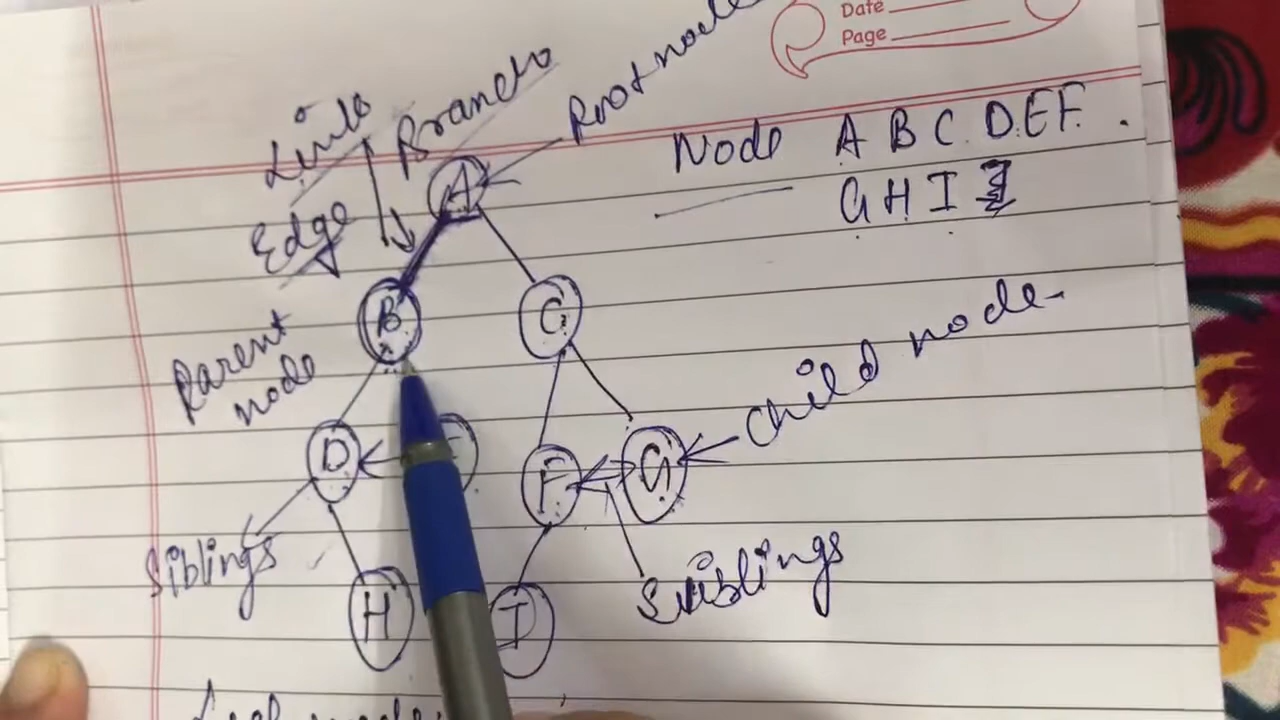 Date
Page
Link
Branch
Root node
Edge
Node A B C D E F .
G H I
A
B
C
Parent
node
Child node
D
F
G
Siblings
Siblings
H
I